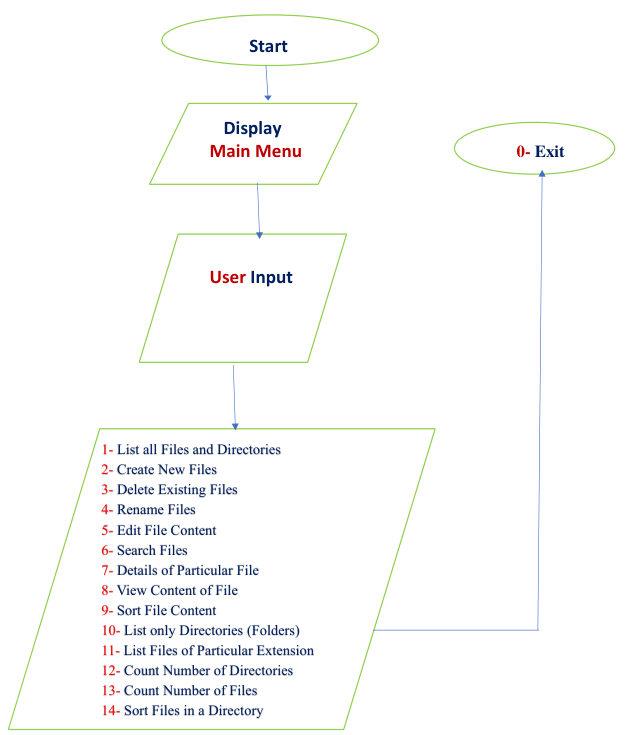 Start
Display
Main Menu
0- Exit
User Input
1- List all Files and Directories
2- Create New Files
3- Delete Existing Files
4- Rename Files
5- Edit File Content
6- Search Files
7- Details of Particular File
8- View Content of File
9- Sort File Content
10- List only Directories (Folders)
11- List Files of Particular Extension
12- Count Number of Directories
13- Count Number of Files
14- Sort Files in a Directory